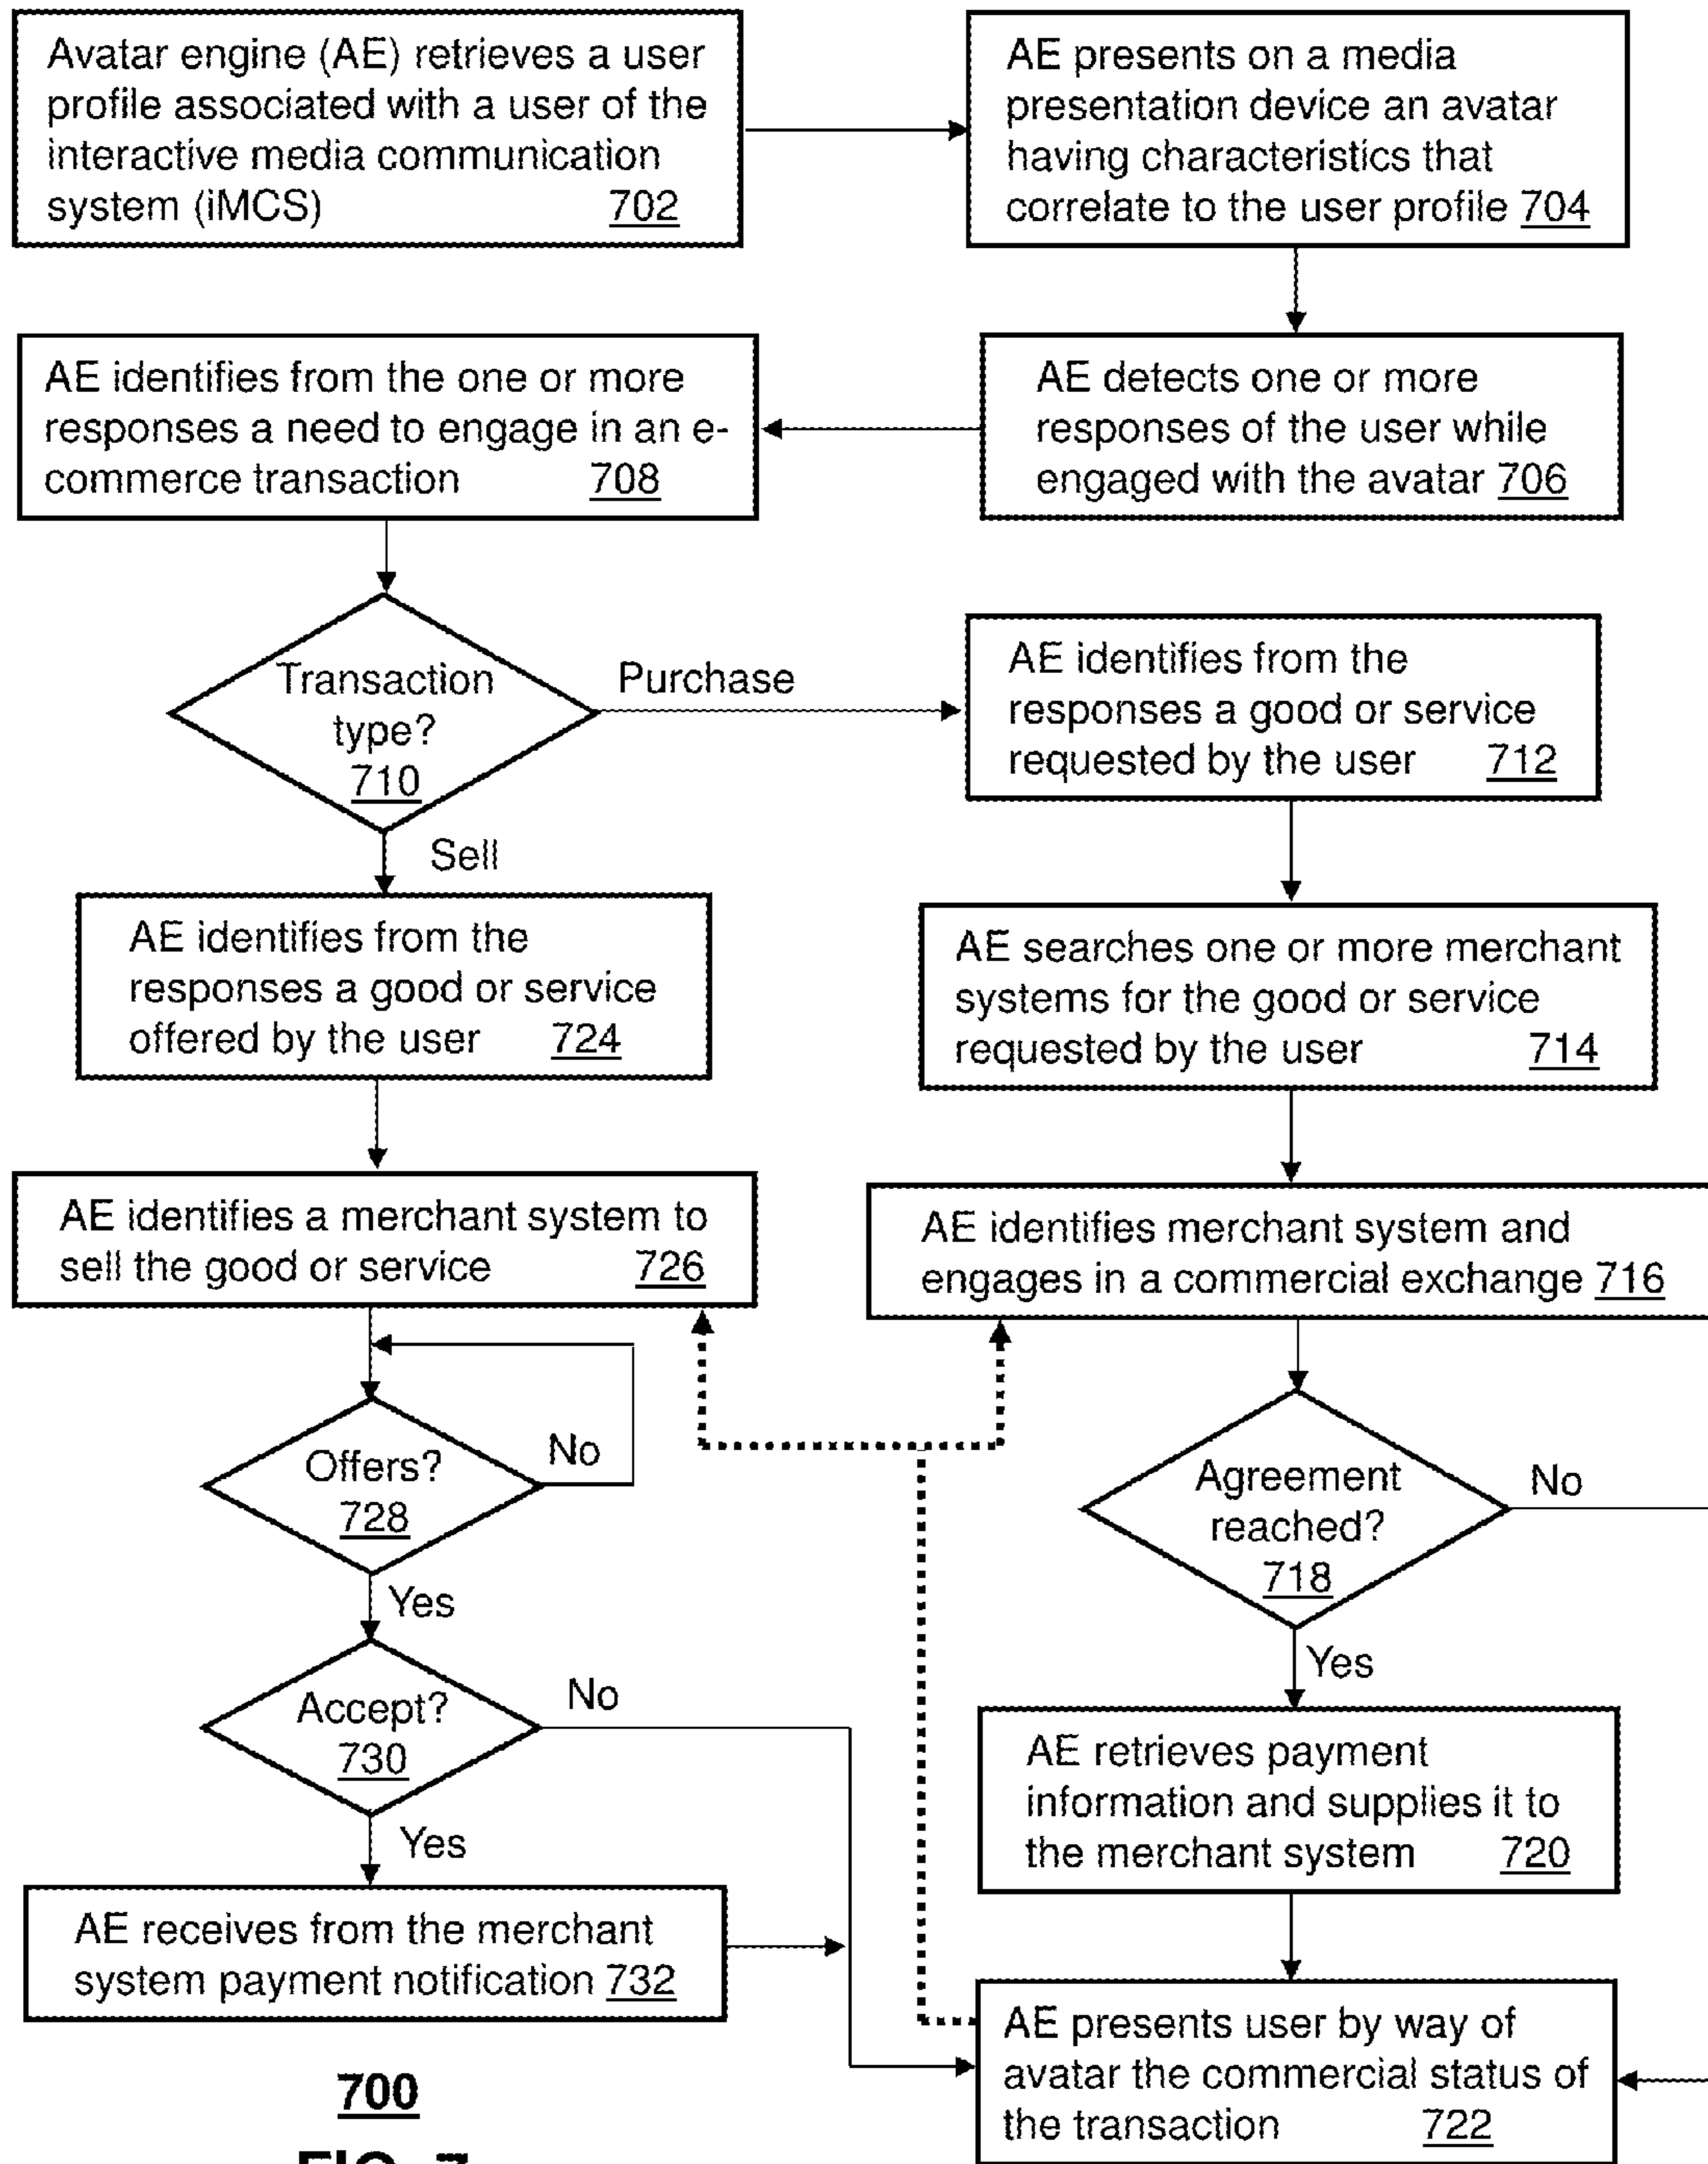 Avatar engine (AE) retrieves a user
profile associated with a user of the
interactive media communication
system (iMCS) 702
AE presents on a media
presentation device an avatar
having characteristics that
correlate to the user profile 704
AE detects one or more
responses of the user while
engaged with the avatar 706
AE identifies from the one or more
responses a need to engage in an e-
commerce transaction 708
Transaction
type?
710
Purchase
Sell
AE identifies from the
responses a good or service
requested by the user 712
AE searches one or more merchant
systems for the good or service
requested by the user 714
AE identifies merchant system and
engages in a commercial exchange 716
Agreement
reached?
718
No
Yes
AE retrieves payment
information and supplies it to
the merchant system 720
AE presents user by way of
avatar the commercial status of
the transaction 722
AE identifies from the
responses a good or service
offered by the user 724
AE identifies a merchant system to
sell the good or service 726
Offers?
728
No
Yes
Accept?
730
No
Yes
AE receives from the merchant
system payment notification 732
700
FIG. 7